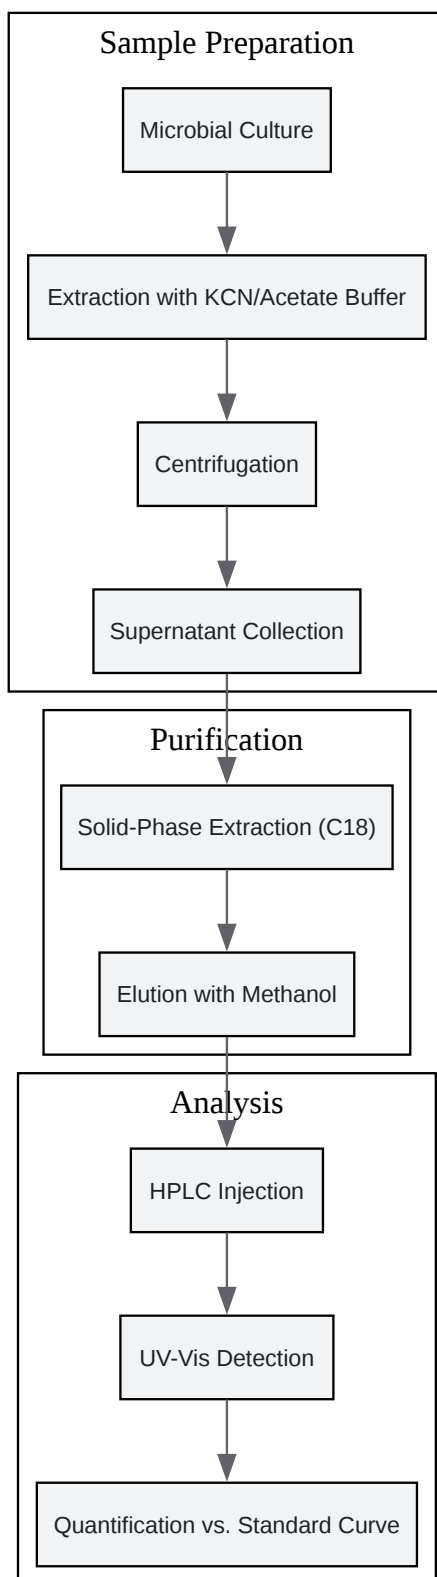 Sample Preparation
Microbial Culture
Extraction with KCN/Acetate Buffer
Centrifugation
Supernatant Collection
Purification
Solid-Phase Extraction (C18)
Elution with Methanol
Analysis
HPLC Injection
UV-Vis Detection
Quantification vs. Standard Curve